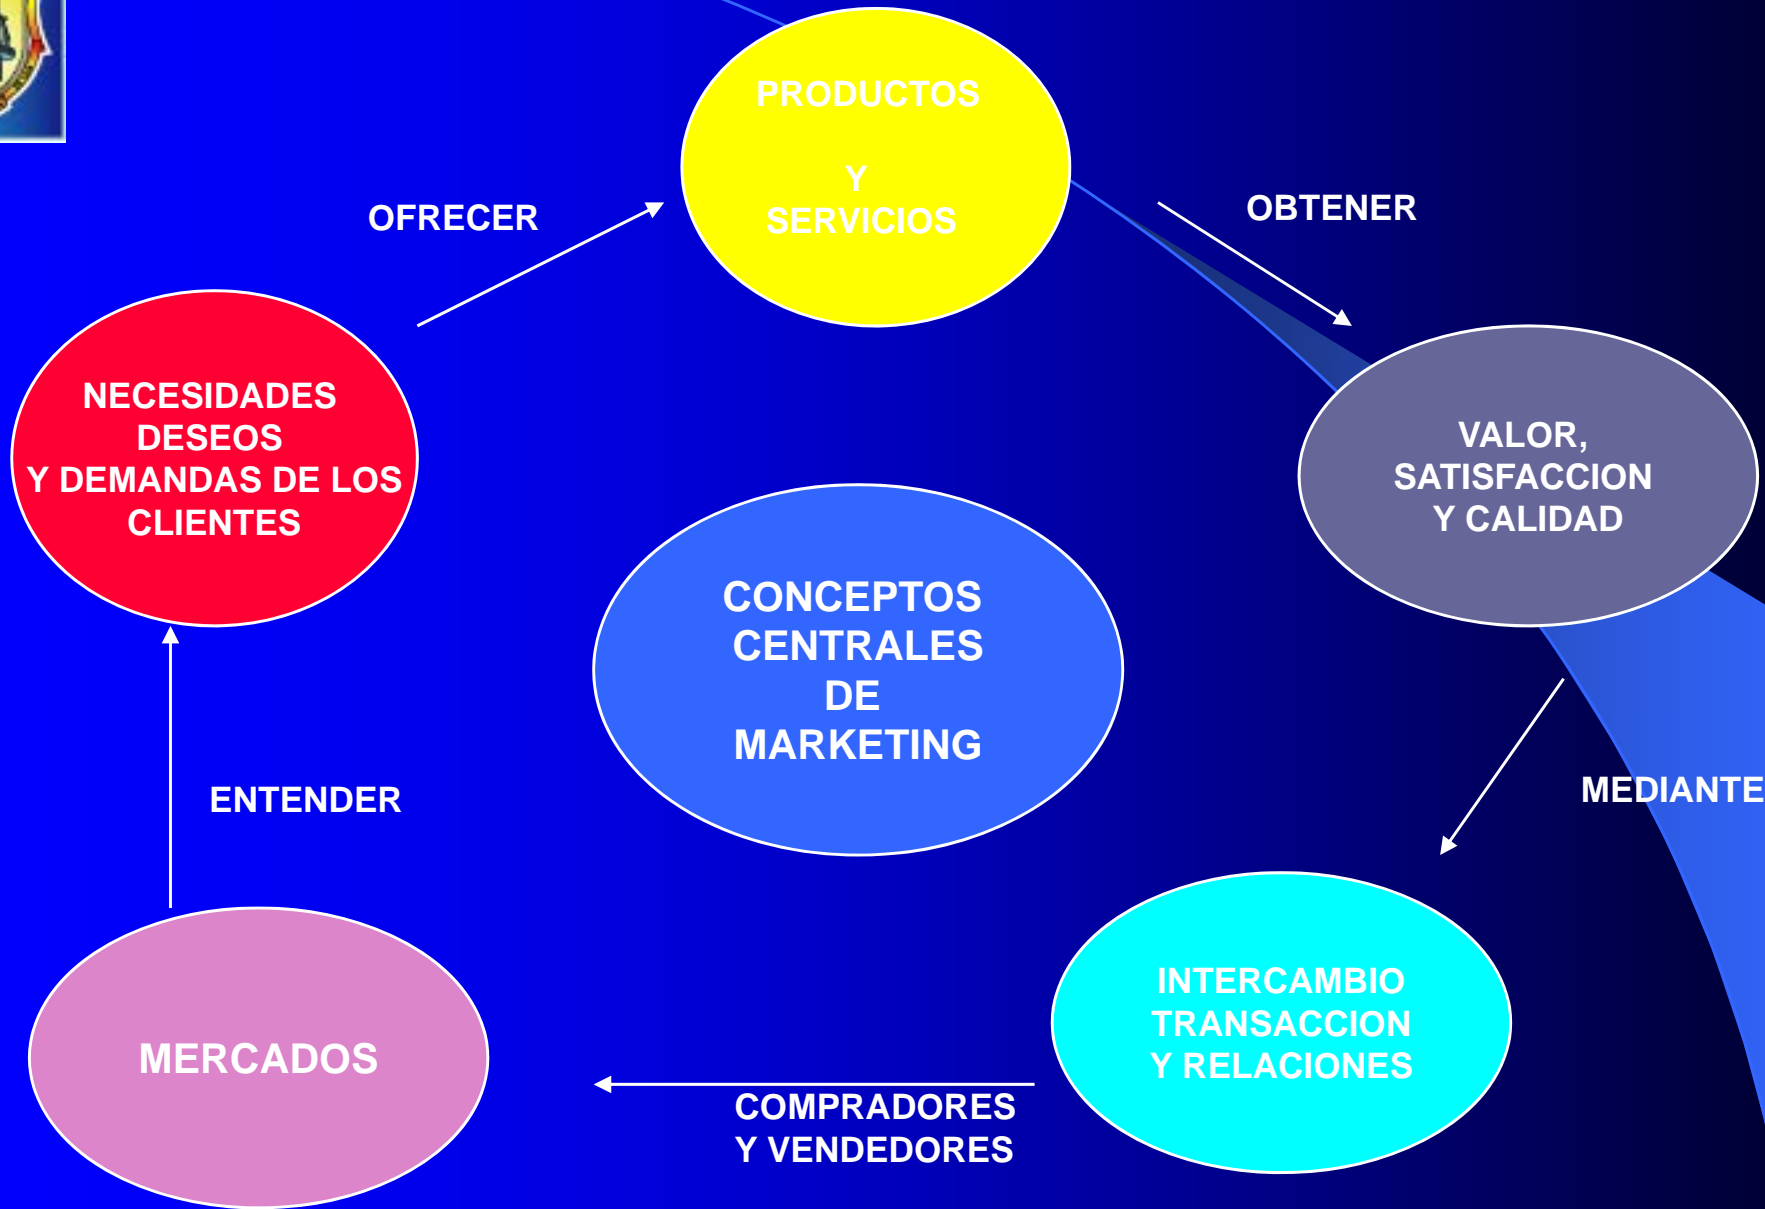 PRODUCTOS
Y
SERVICIOS
OFRECER
OBTENER
NECESIDADES
DESEOS
Y DEMANDAS DE LOS
CLIENTES
VALOR,
SATISFACCION
Y CALIDAD
CONCEPTOS
CENTRALES
DE
MARKETING
ENTENDER
MEDIANTE
INTERCAMBIO
TRANSACCION
Y RELACIONES
MERCADOS
COMPRADORES
Y VENDEDORES